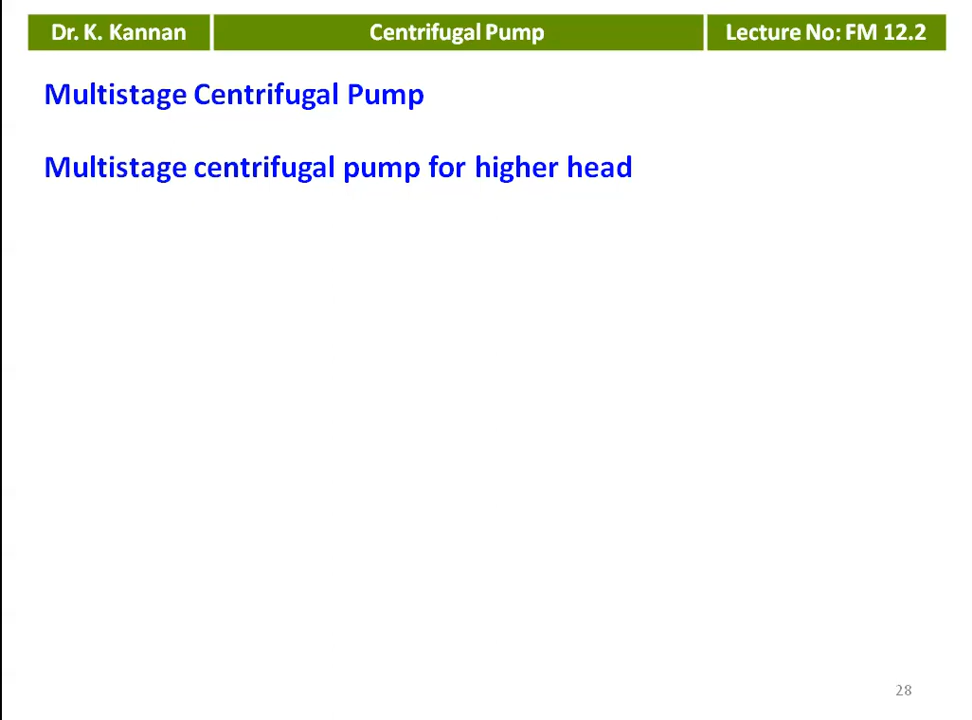 Dr. K. Kannan
Centrifugal Pump
Lecture No: FM 12.2
Multistage Centrifugal Pump
Multistage centrifugal pump for higher head
28